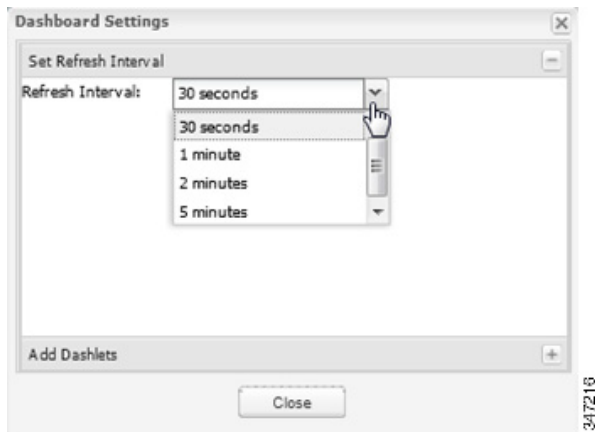 Dashboard Settings
Set Refresh Interval
Refresh Interval: 30 seconds
30 seconds
1 minute
2 minutes
5 minutes
Add Dashlets
Close
347216